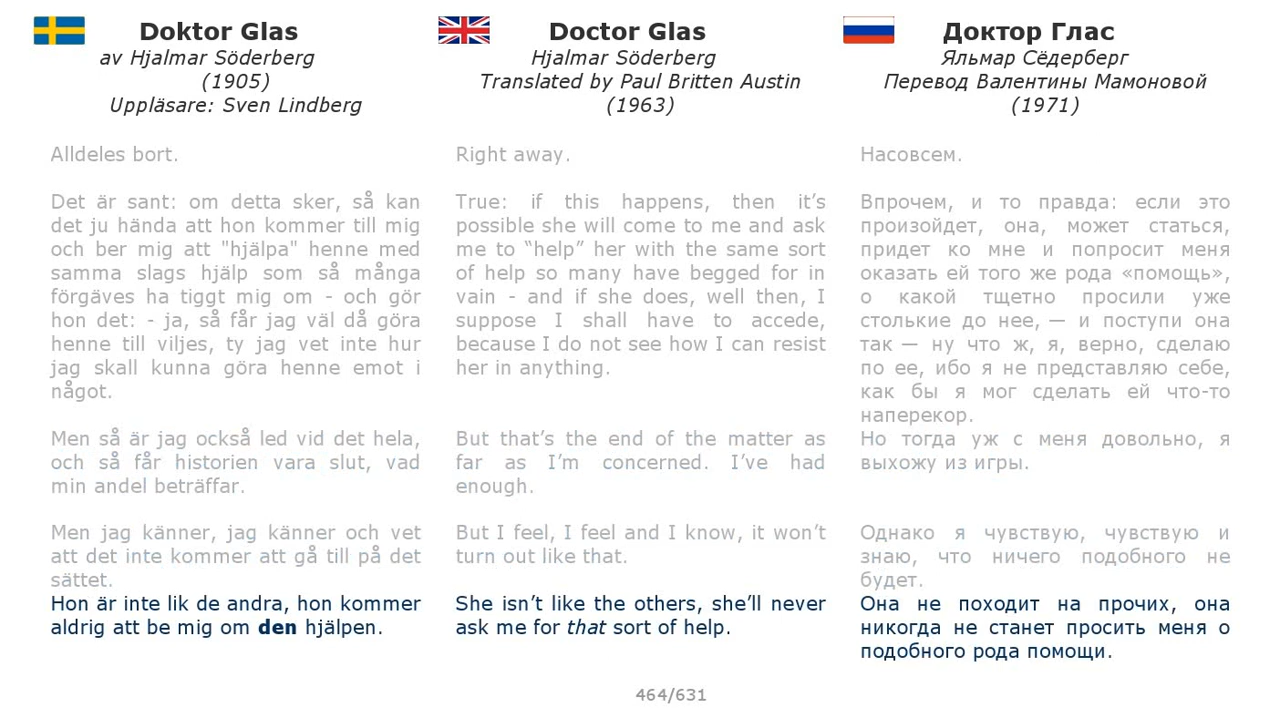 Doktor Glas
av Hjalmar Söderberg
(1905)
Uppläsare: Sven Lindberg
Alldeles bort.
Det är sant: om detta sker, så kan
det ju hända att hon kommer till mig
och ber mig att "hjälpa" henne med
samma slags hjälp som så många
förgäves ha tiggt mig om - och gör
hon det: - ja, så får jag väl då göra
henne till viljes, ty jag vet inte hur
jag skall kunna göra henne emot i
något.
Men så är jag också led vid det hela,
och så får historien vara slut, vad
min andel beträffar.
Men jag känner, jag känner och vet
att det inte kommer att gå till på det
sättet.
Hon är inte lik de andra, hon kommer
aldrig att be mig om den hjälpen.
Doctor Glas
Hjalmar Söderberg
Translated by Paul Britten Austin
(1963)
Right away.
True: if this happens, then it’s
possible she will come to me and ask
me to “help” her with the same sort
of help so many have begged for in
vain - and if she does, well then, I
suppose I shall have to accede,
because I do not see how I can resist
her in anything.
But that’s the end of the matter as
far as I’m concerned. I’ve had
enough.
But I feel, I feel and I know, it won’t
turn out like that.
She isn’t like the others, she’ll never
ask me for that sort of help.
Доктор Глас
Яльмар Сёдерберг
Перевод Валентины Мамоновой
(1971)
Насовсем.
Впрочем, и то правда: если это
произойдет, она, может статься,
придет ко мне и попросит меня
оказать ей того же рода «помощь»,
о какой тщетно просили уже
столькие до нее, — и поступи она
так — ну что ж, я, верно, сделаю
по ее, ибо я не представляю себе,
как бы я мог сделать ей что-то
наперекор.
Но тогда уж с меня довольно, я
выхожу из игры.
Однако я чувствую, чувствую и
знаю, что ничего подобного не
будет.
Она не походит на прочих, она
никогда не станет просить меня о
подобного рода помощи.
464/631